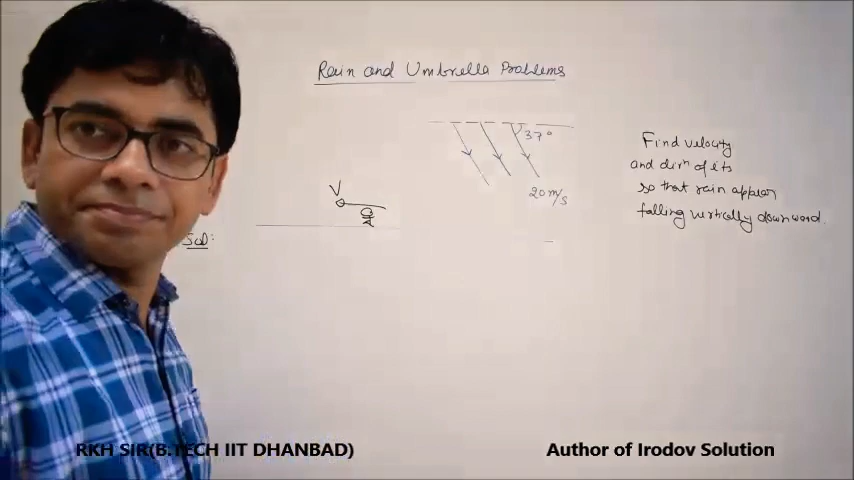 Rain and Umbrella Problems
37°
20 m/s
V
Find velocity
and dirn of its
so that rain appear
falling vertically downward.
Sol:
RKH SIR(B.TECH IIT DHANBAD)
Author of Irodov Solution